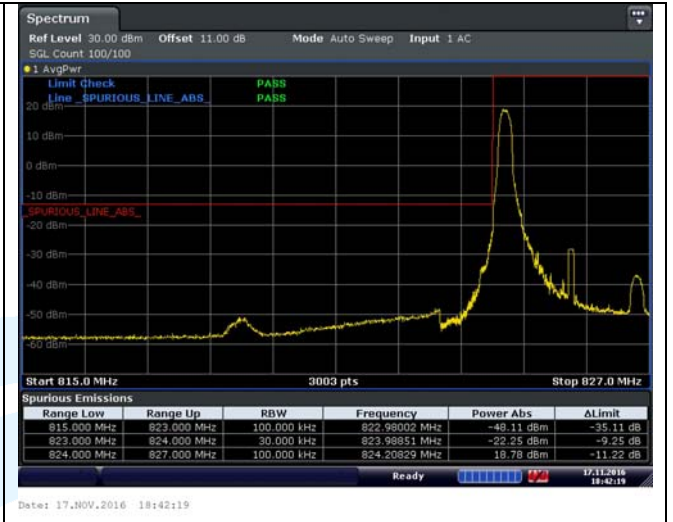 Spectrum
Ref Level 30.00 dBm Offset 11.00 dB Mode Auto Sweep Input 1 AC
SGL Count 100/100
1 AvgPwr
Limit Check PASS
Line _SPURIOUS_LINE_ABS_ PASS
20 dBm
10 dBm
0 dBm
-10 dBm
_SPURIOUS_LINE_ABS_
-20 dBm
-30 dBm
-40 dBm
-50 dBm
-60 dBm
Start 815.0 MHz 3003 pts Stop 827.0 MHz
Spurious Emissions
Range Low Range Up RBW Frequency Power Abs ΔLimit
815.000 MHz 823.000 MHz 100.000 kHz 822.98002 MHz -48.11 dBm -35.11 dB
823.000 MHz 824.000 MHz 30.000 kHz 823.98851 MHz -22.25 dBm -9.25 dB
824.000 MHz 827.000 MHz 100.000 kHz 824.20829 MHz 18.78 dBm -11.22 dB
Ready 17.11.2016
18:42:19
Date: 17.NOV.2016 18:42:19